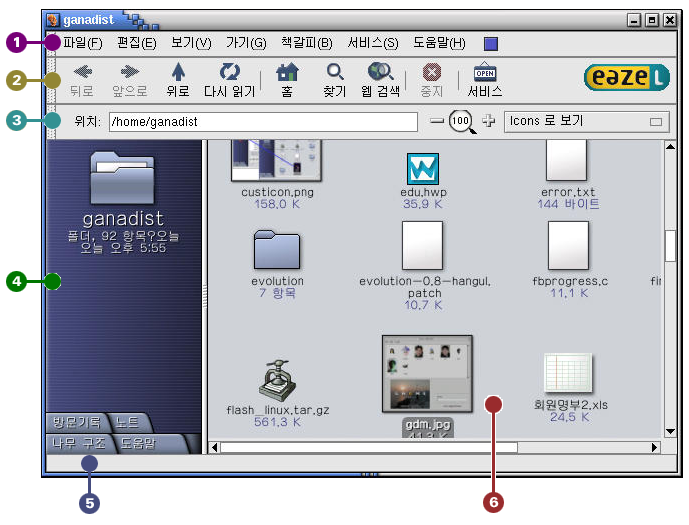 ganadist
1 파일(F) 편집(E) 보기(V) 가기(G) 책갈피(B) 서비스(S) 도움말(H)
2 뒤로 앞으로 위로 다시 읽기 홈 찾기 웹 검색 중지 OPEN 서비스 eazel
3 위치: /home/ganadist 100 Icons 로 보기
4
ganadist
폴더, 92 항목?오늘
오늘 오후 5:55
custicon.png edu.hwp error.txt
158.0 K 35.9 K 144 바이트
evolution evolution-0.8-hangul.patch fbprogress.c fir
7 항목 10.7 K 11.1 K
flash_linux.tar.gz gdm.jpg 회원명부2.xls
561.3 K 41.3 K 24.5 K
방문기록 노트
나무 구조 도움말
5 6